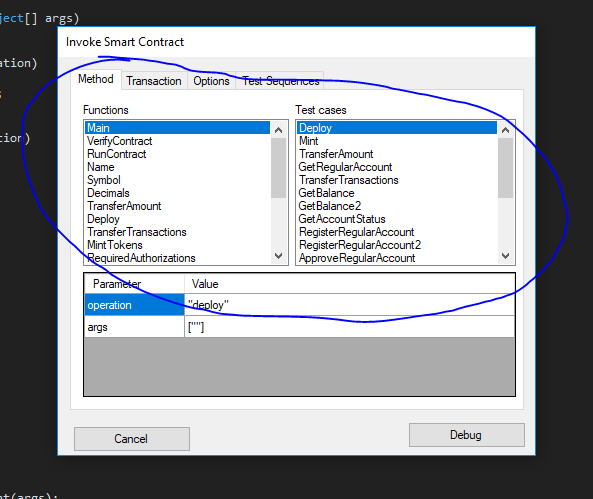 ject[] args)
Invoke Smart Contract
ation)
Method Transaction Options Test Sequences
Functions Test cases
Main
VerifyContract
RunContract
Name
Symbol
Decimals
TransferAmount
Deploy
TransferTransactions
MintTokens
RequiredAuthorizations
Deploy
Mint
TransferAmount
GetRegularAccount
TransferTransactions
GetBalance
GetBalance2
GetAccountStatus
RegisterRegularAccount
RegisterRegularAccount2
ApproveRegularAccount
tion)
Parameter Value
operation "deploy"
args [""]
Cancel Debug
nt(args);